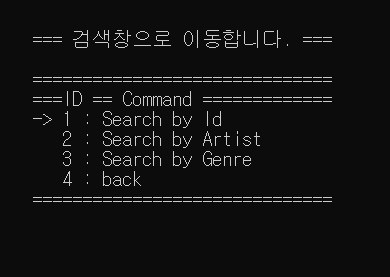 === 검색창으로 이동합니다. ===
==============================
===ID == Command =============
-> 1 : Search by Id
2 : Search by Artist
3 : Search by Genre
4 : back
==============================